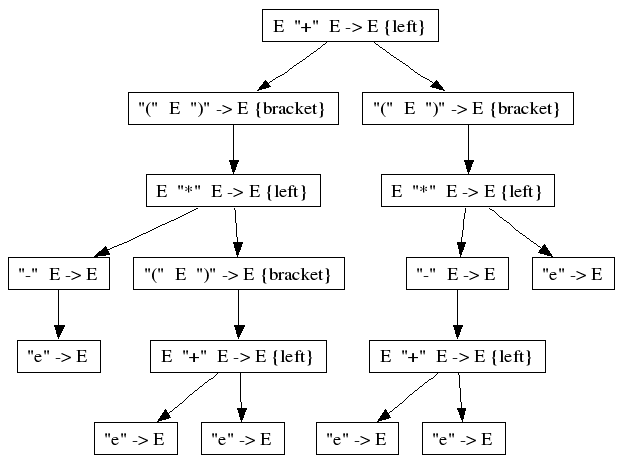 E "+" E -> E {left}
"(" E ")" -> E {bracket}
"(" E ")" -> E {bracket}
E "*" E -> E {left}
E "*" E -> E {left}
"-" E -> E
"(" E ")" -> E {bracket}
"-" E -> E
"e" -> E
"e" -> E
E "+" E -> E {left}
E "+" E -> E {left}
"e" -> E
"e" -> E
"e" -> E
"e" -> E